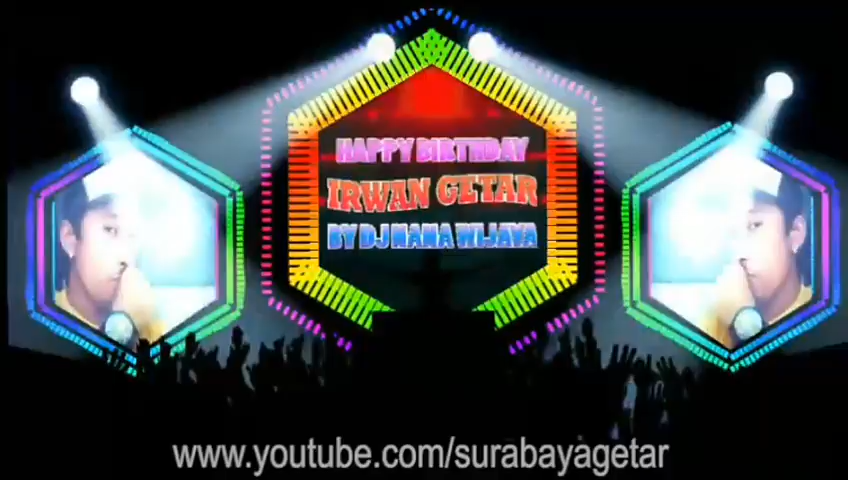 HAPPY BIRTHDAY
IRWAN GETAR
BY DJ NANA WIJAYA
www.youtube.com/surabayagetar